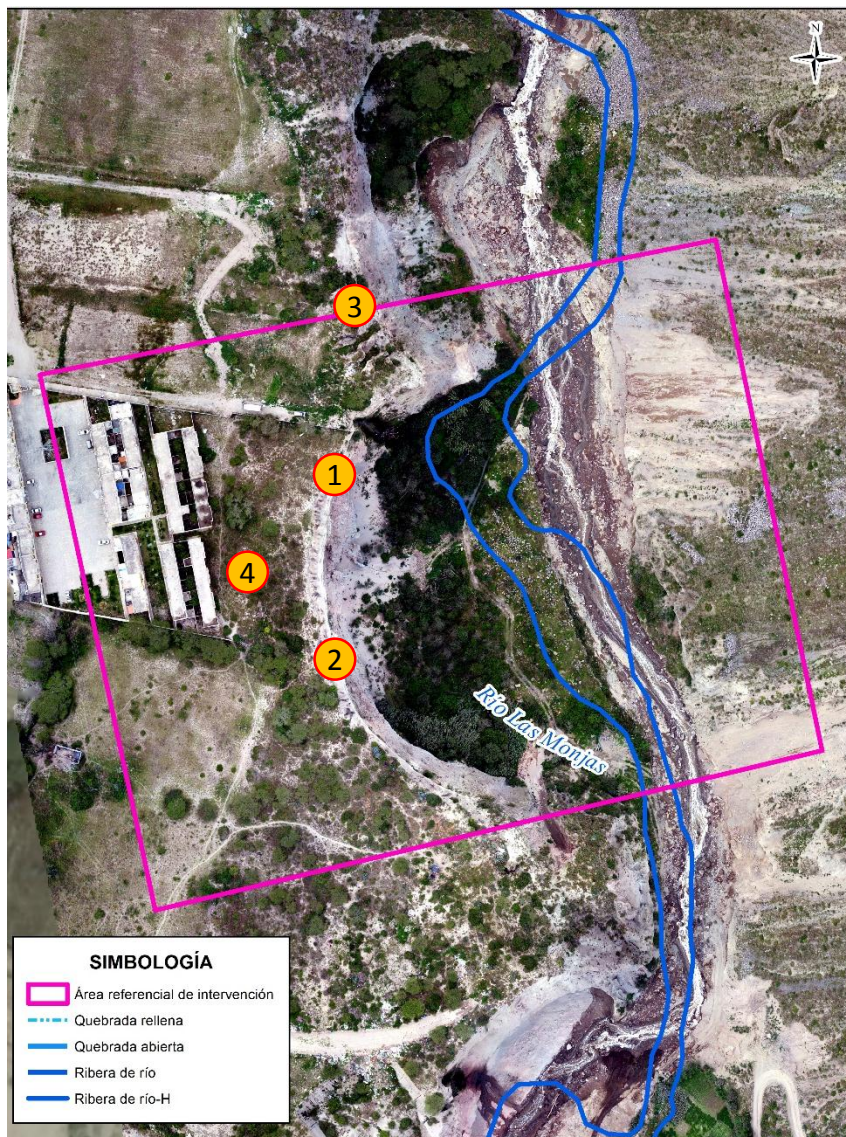 N
3
1
4
2
Río Las Monjas
SIMBOLOGÍA
Área referencial de intervención
Quebrada rellena
Quebrada abierta
Ribera de río
Ribera de río-H